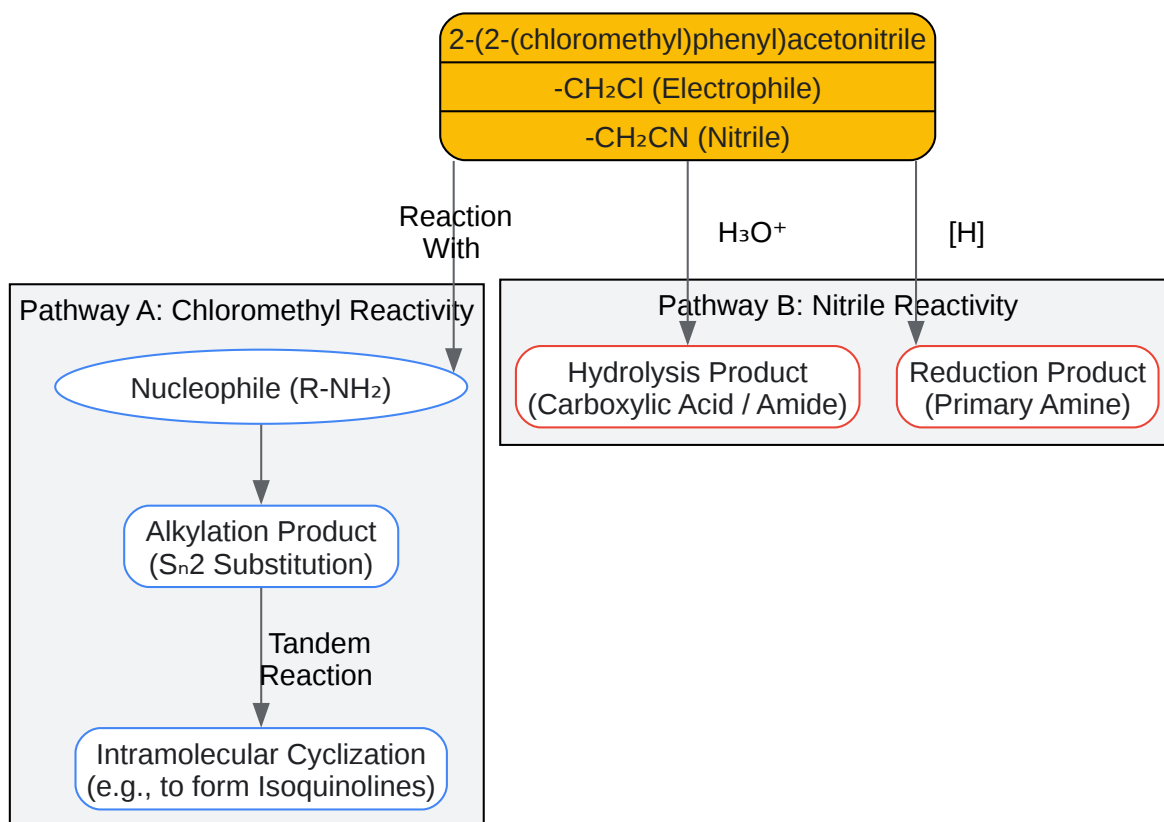 2-(2-(chloromethyl)phenyl)acetonitrile
-CH₂Cl (Electrophile)
-CH₂CN (Nitrile)
Reaction
With
H₃O⁺
[H]
Pathway A: Chloromethyl Reactivity
Pathway B: Nitrile Reactivity
Nucleophile (R-NH₂)
Hydrolysis Product
(Carboxylic Acid / Amide)
Reduction Product
(Primary Amine)
Alkylation Product
(Sₙ2 Substitution)
Tandem
Reaction
Intramolecular Cyclization
(e.g., to form Isoquinolines)